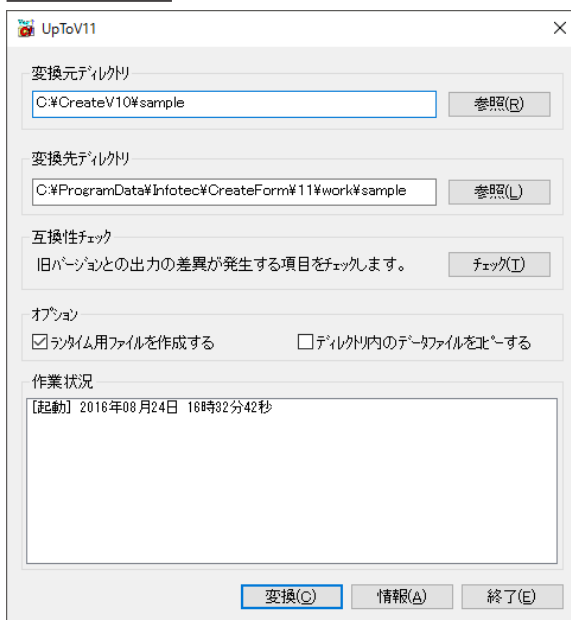 UpToV11
変換元ﾃﾞｨﾚｸﾄﾘ
C:¥CreateV10¥sample
参照(R)
変換先ﾃﾞｨﾚｸﾄﾘ
C:¥ProgramData¥Infotec¥CreateForm¥11¥work¥sample
参照(L)
互換性ﾁｪｯｸ
旧ﾊﾞｰｼﾞｮﾝとの出力の差異が発生する項目をﾁｪｯｸします。
ﾁｪｯｸ(T)
ｵﾌﾟｼｮﾝ
ﾗﾝﾀｲﾑ用ﾌｧｲﾙを作成する
ﾃﾞｨﾚｸﾄﾘ内のﾃﾞｰﾀﾌｧｲﾙをｺﾋﾟｰする
作業状況
[起動] 2016年08月24日 16時32分42秒
変換(C)
情報(A)
終了(E)